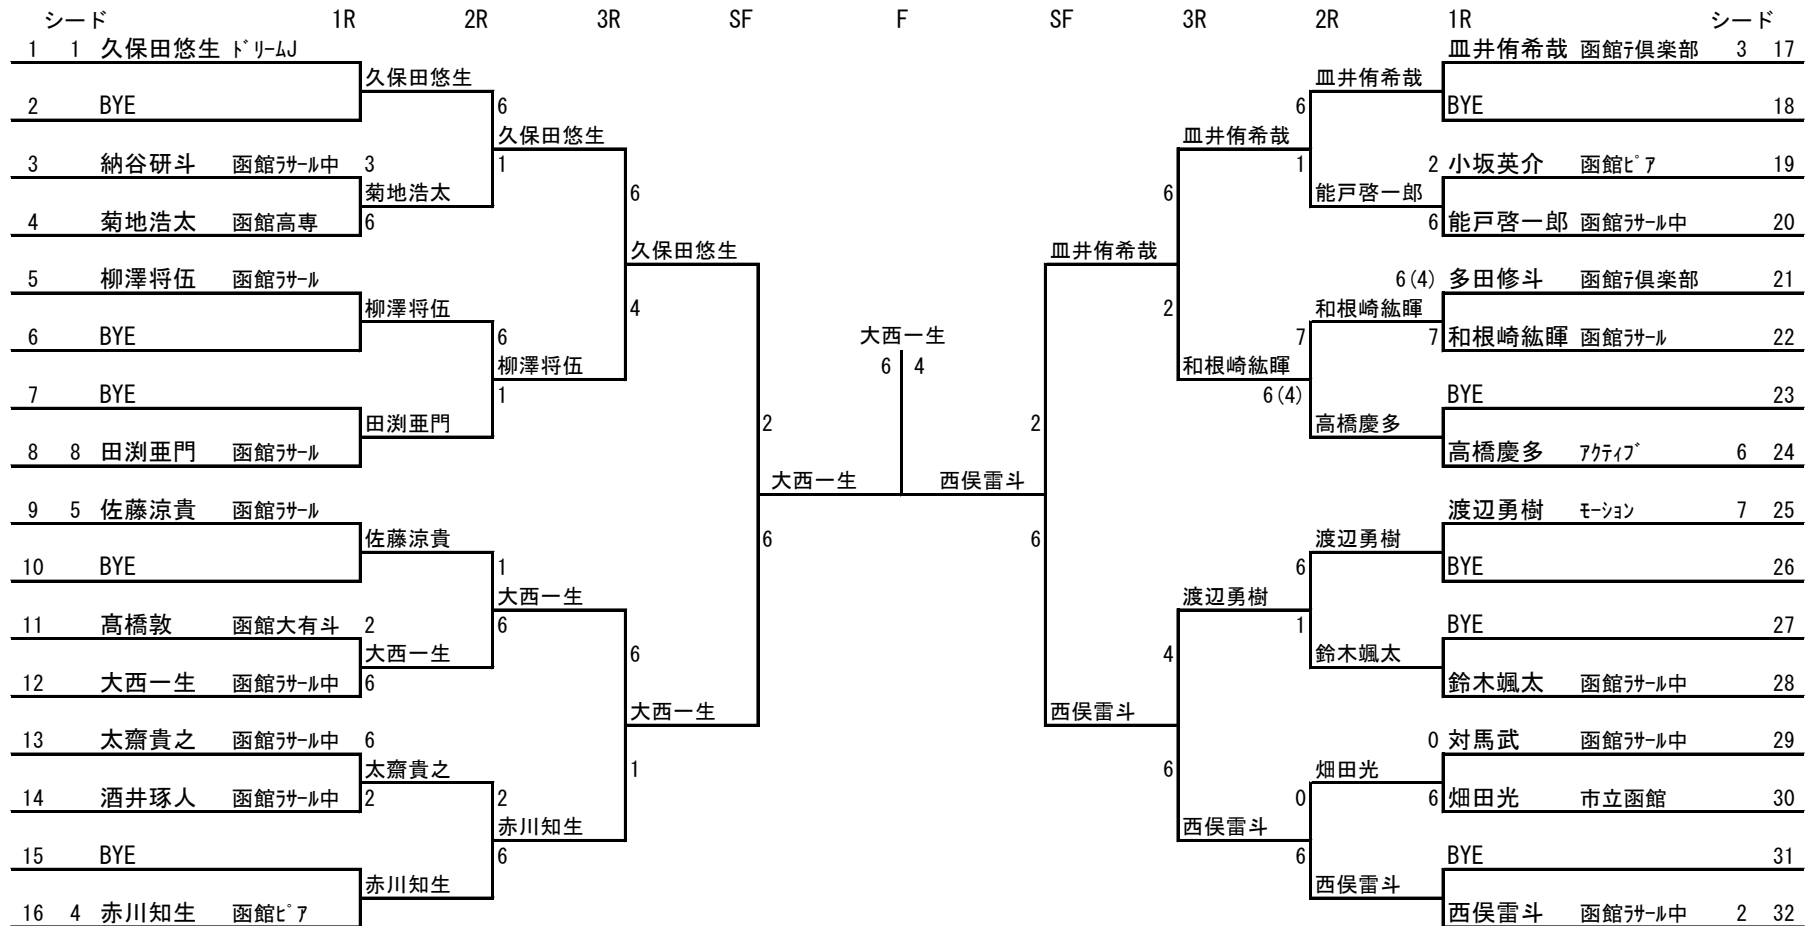 シード 1R 2R 3R SF F SF 3R 2R 1R シード
1 1 久保田悠生 ﾄﾞﾘｰﾑJ 皿井侑希哉 函館ﾃ倶楽部 3 17
久保田悠生 皿井侑希哉
2 BYE 6 6 BYE 18
久保田悠生 皿井侑希哉
3 納谷研斗 函館ﾗｻｰﾙ中 3 1 1 2 小坂英介 函館ﾋﾟｱ 19
菊地浩太 6 6 能戸啓一郎
4 菊地浩太 函館高専 6 6 能戸啓一郎 函館ﾗｻｰﾙ中 20
久保田悠生 皿井侑希哉
5 柳澤将伍 函館ﾗｻｰﾙ 6(4) 多田修斗 函館ﾃ倶楽部 21
柳澤将伍 4 2 和根崎紘暉
6 BYE 6 大西一生 7 7 和根崎紘暉 函館ﾗｻｰﾙ 22
柳澤将伍 6 4 和根崎紘暉
7 BYE 1 6(4) BYE 23
田渕亜門 2 2 高橋慶多
8 8 田渕亜門 函館ﾗｻｰﾙ 高橋慶多 ｱｸﾃｨﾌﾞ 6 24
大西一生 西俣雷斗
9 5 佐藤涼貴 函館ﾗｻｰﾙ 渡辺勇樹 ﾓｰｼｮﾝ 7 25
佐藤涼貴 6 6 渡辺勇樹
10 BYE 1 6 BYE 26
大西一生 渡辺勇樹
11 髙橋敦 函館大有斗 2 6 1 BYE 27
大西一生 6 4 鈴木颯太
12 大西一生 函館ﾗｻｰﾙ中 6 鈴木颯太 函館ﾗｻｰﾙ中 28
大西一生 西俣雷斗
13 太齋貴之 函館ﾗｻｰﾙ中 6 0 対馬武 函館ﾗｻｰﾙ中 29
太齋貴之 1 6 畑田光
14 酒井琢人 函館ﾗｻｰﾙ中 2 2 0 6 畑田光 市立函館 30
赤川知生 西俣雷斗
15 BYE 6 6 BYE 31
赤川知生 西俣雷斗
16 4 赤川知生 函館ﾋﾟｱ 西俣雷斗 函館ﾗｻｰﾙ中 2 32